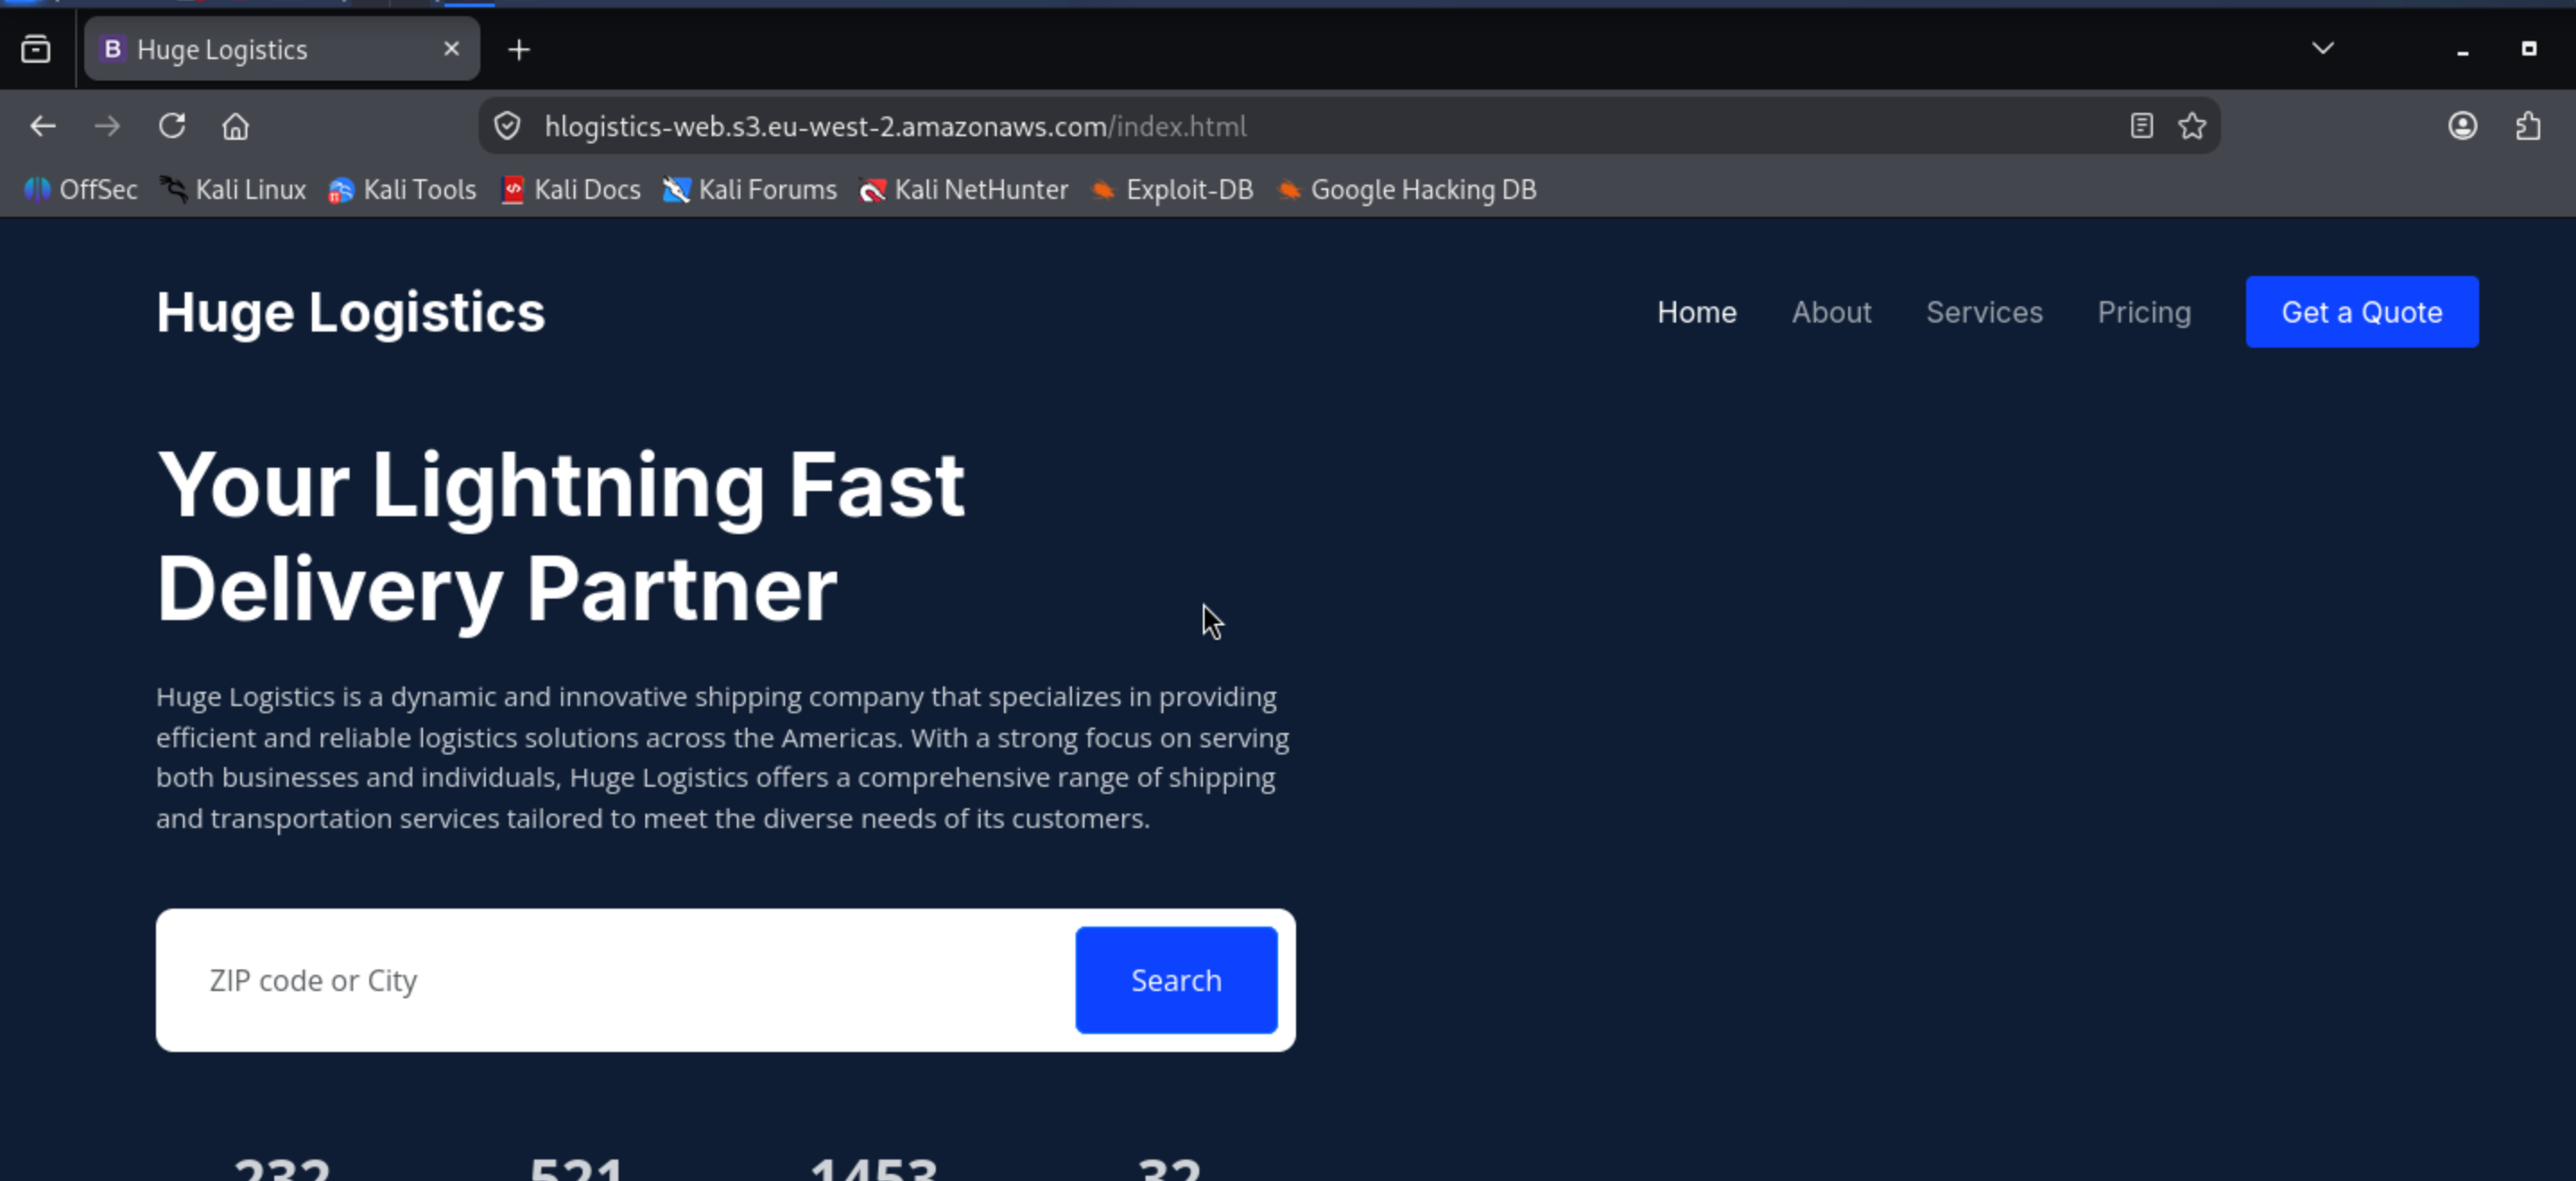 Huge Logistics
hlogistics-web.s3.eu-west-2.amazonaws.com/index.html
OffSec Kali Linux Kali Tools Kali Docs Kali Forums Kali NetHunter Exploit-DB Google Hacking DB
Huge Logistics Home About Services Pricing Get a Quote
Your Lightning Fast
Delivery Partner
Huge Logistics is a dynamic and innovative shipping company that specializes in providing
efficient and reliable logistics solutions across the Americas. With a strong focus on serving
both businesses and individuals, Huge Logistics offers a comprehensive range of shipping
and transportation services tailored to meet the diverse needs of its customers.
ZIP code or City Search
232 521 1453 32